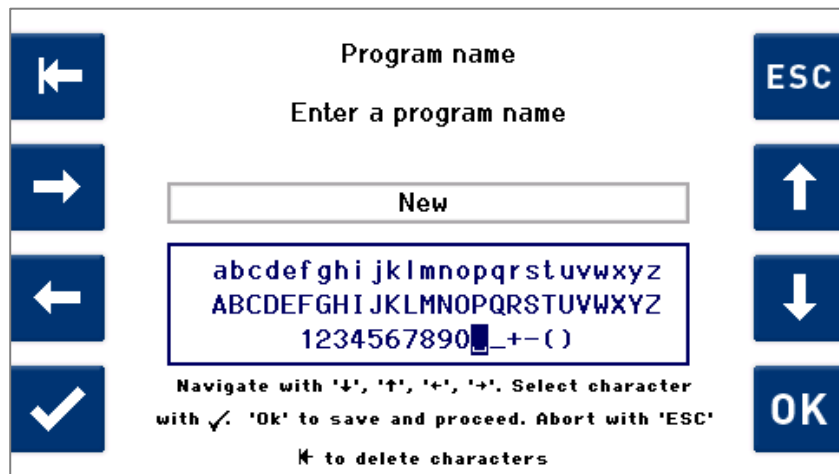 Program name
ESC
Enter a program name
New
abcdefghijklmnopqrstuvwxyz
ABCDEFGHIJKLMNOPQRSTUVWXYZ
1234567890 _+-()
Navigate with '↓', '↑', '←', '→'. Select character
with ✓. 'Ok' to save and proceed. Abort with 'ESC'
OK
to delete characters